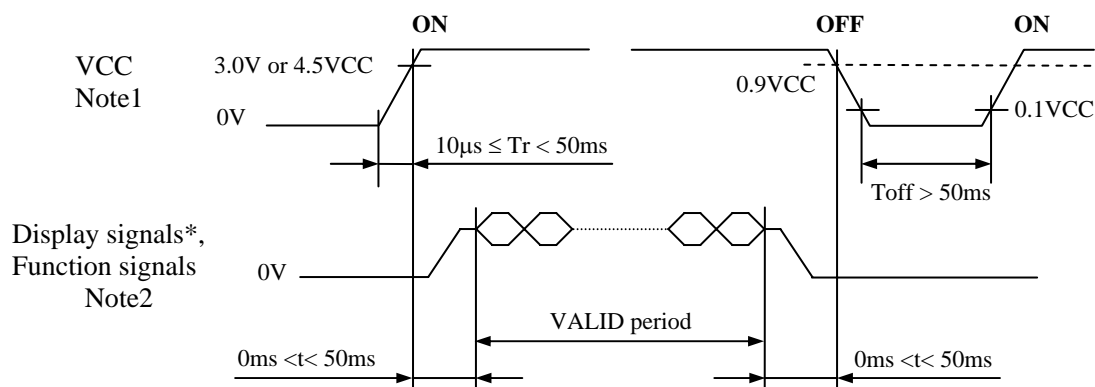 ON OFF ON
VCC
Note1
3.0V or 4.5VCC
0.9VCC
0V
0.1VCC
10μs ≤ Tr < 50ms
Toff > 50ms
Display signals*,
Function signals
Note2
0V
VALID period
0ms <t< 50ms
0ms <t< 50ms